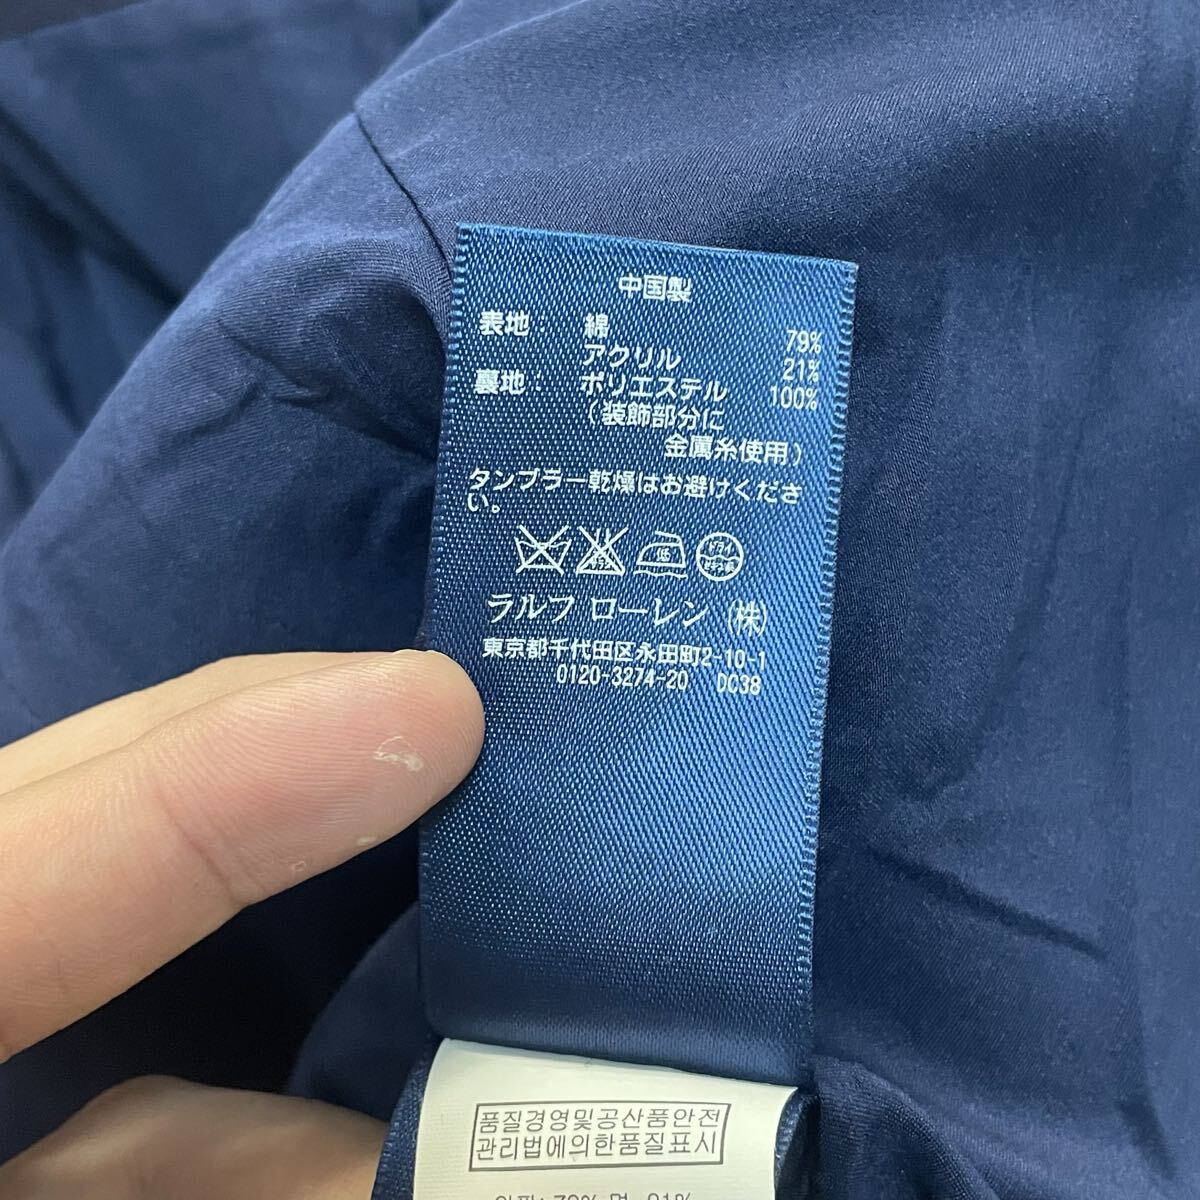 中国製
表地： 綿 79%
アクリル 21%
裏地： ポリエステル 100%
（装飾部分に
金属糸使用）
タンブラー乾燥はお避けくださ
い。
低
ラルフ ローレン（株）
東京都千代田区永田町2-10-1
0120-3274-20 DC38
품질경영및공산품안전
관리법에의한품질표시
79% 면, 21%